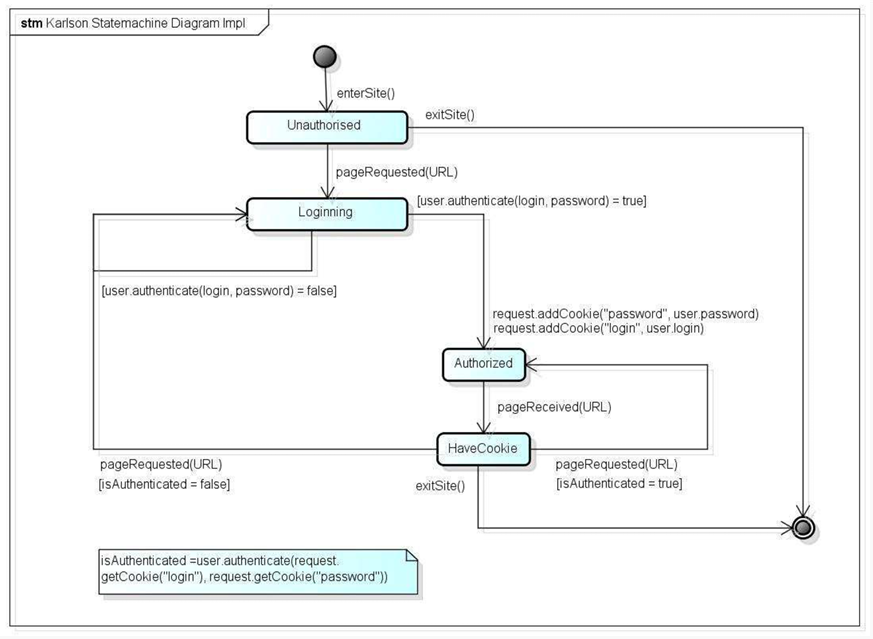 stm Karlson Statemachine Diagram Impl
enterSite()
exitSite()
Unauthorised
pageRequested(URL)
[user.authenticate(login, password) = true]
Loginning
[user.authenticate(login, password) = false]
request.addCookie("password", user.password)
request.addCookie("login", user.login)
Authorized
pageReceived(URL)
HaveCookie
pageRequested(URL)
[isAuthenticated = false]
exitSite()
pageRequested(URL)
[isAuthenticated = true]
isAuthenticated =user.authenticate(request.
getCookie("login"), request.getCookie("password"))